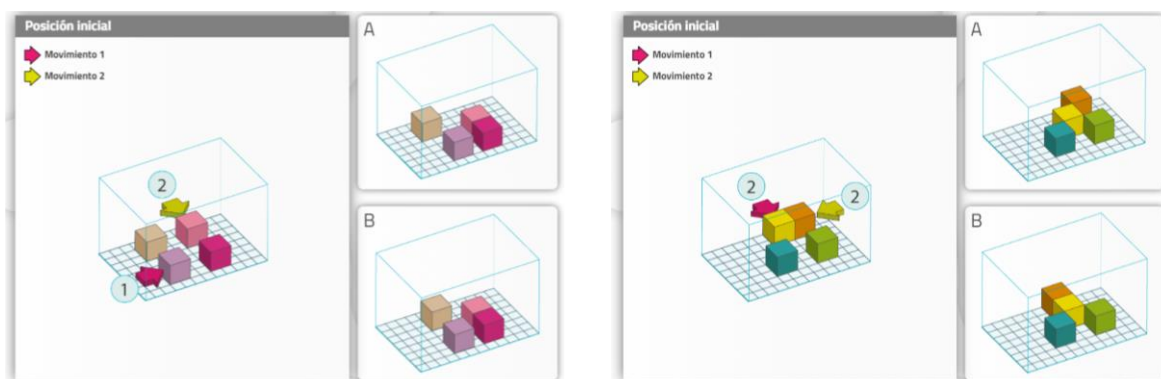 Posición inicial
Movimiento 1
Movimiento 2
2
1
A
B
Posición inicial
Movimiento 1
Movimiento 2
2
2
A
B